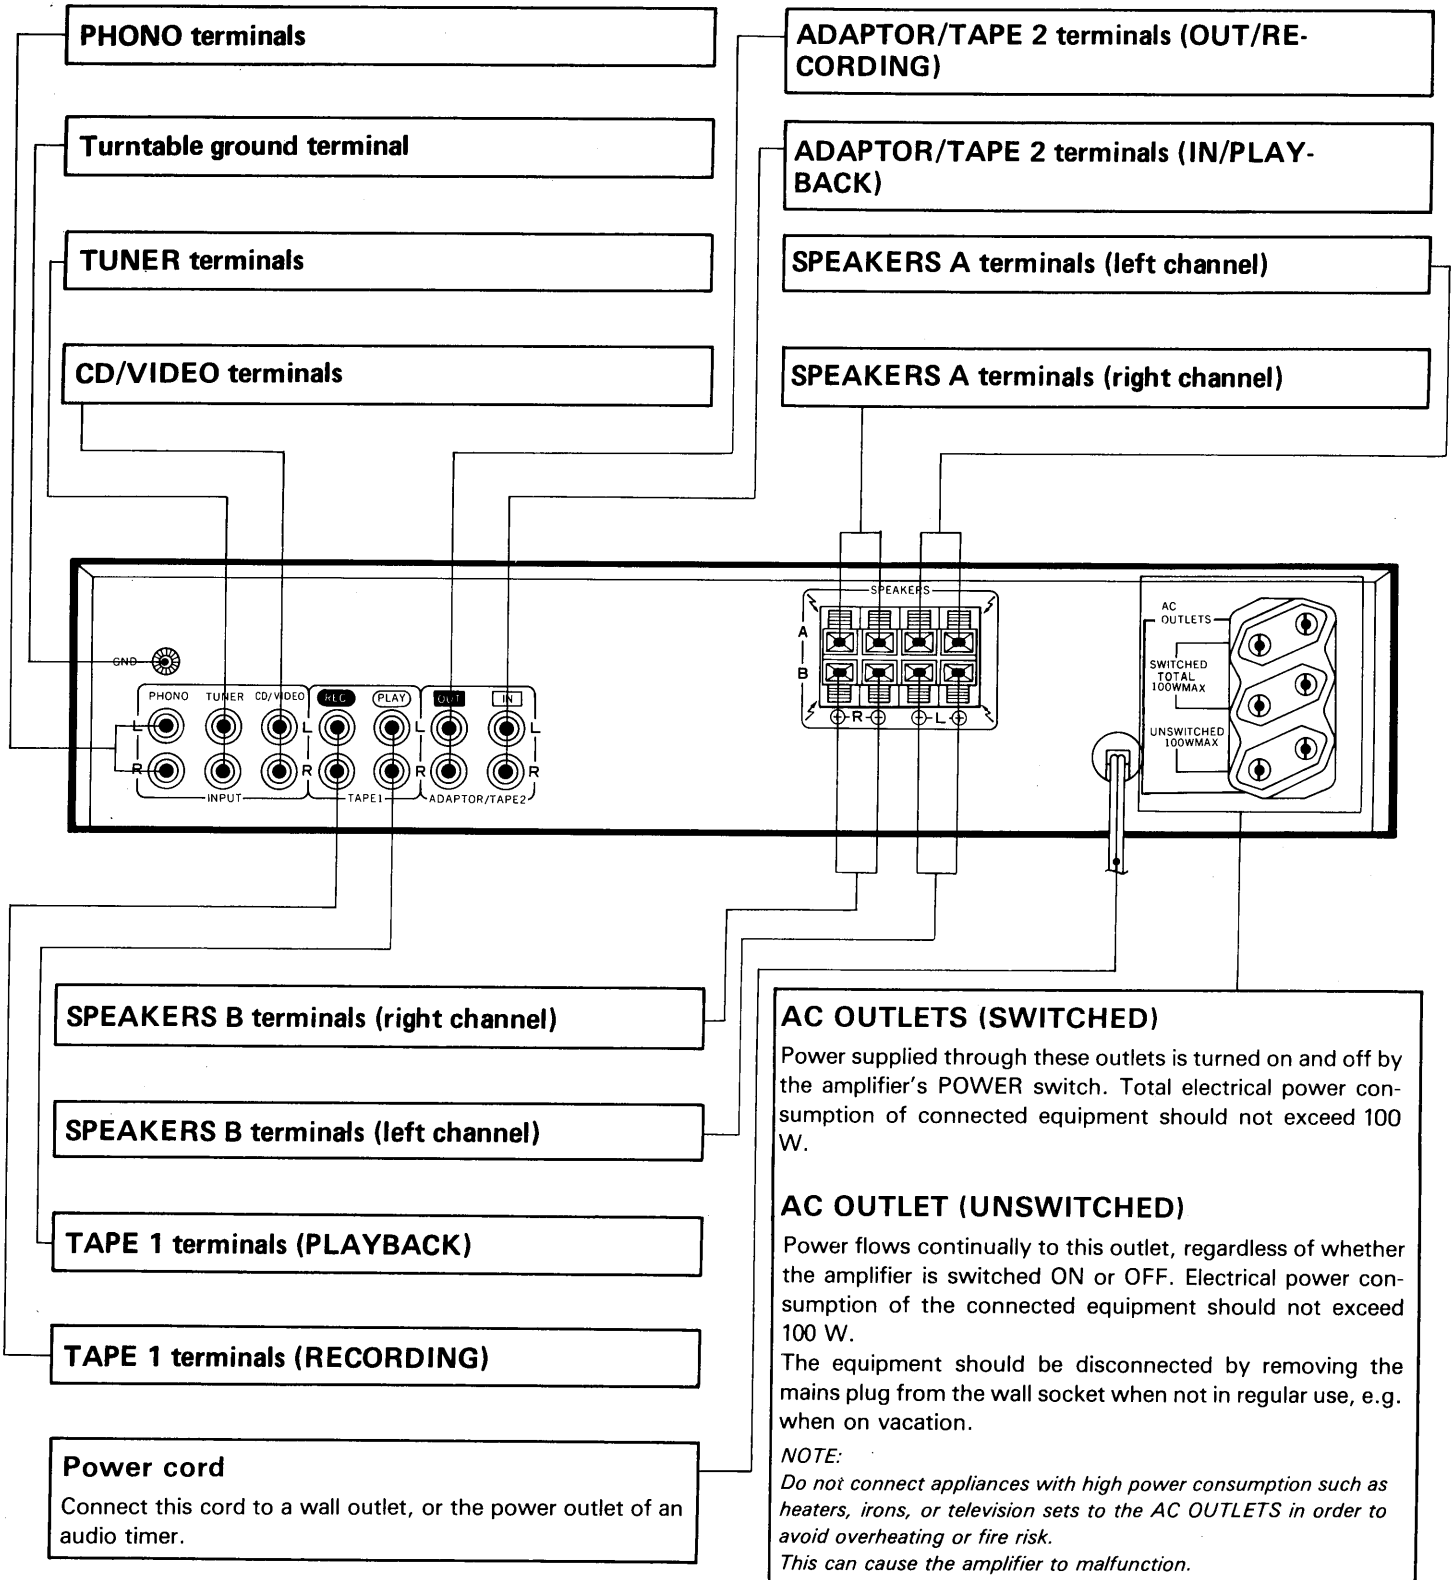 PHONO terminals
Turntable ground terminal
TUNER terminals
CD/VIDEO terminals
ADAPTOR/TAPE 2 terminals (OUT/RE-
CORDING)
ADAPTOR/TAPE 2 terminals (IN/PLAY-
BACK)
SPEAKERS A terminals (left channel)
SPEAKERS A terminals (right channel)
GND
PHONO TUNER CD/VIDEO REC PLAY OUT IN
L L L L
R R R R
INPUT TAPE1 ADAPTOR/TAPE2
SPEAKERS
A
B
⊖ R ⊕ ⊖ L ⊕
AC
OUTLETS
SWITCHED
TOTAL
100WMAX
UNSWITCHED
100WMAX
SPEAKERS B terminals (right channel)
SPEAKERS B terminals (left channel)
TAPE 1 terminals (PLAYBACK)
TAPE 1 terminals (RECORDING)
Power cord
Connect this cord to a wall outlet, or the power outlet of an
audio timer.
AC OUTLETS (SWITCHED)
Power supplied through these outlets is turned on and off by
the amplifier's POWER switch. Total electrical power con-
sumption of connected equipment should not exceed 100
W.
AC OUTLET (UNSWITCHED)
Power flows continually to this outlet, regardless of whether
the amplifier is switched ON or OFF. Electrical power con-
sumption of the connected equipment should not exceed
100 W.
The equipment should be disconnected by removing the
mains plug from the wall socket when not in regular use, e.g.
when on vacation.
NOTE:
Do not connect appliances with high power consumption such as
heaters, irons, or television sets to the AC OUTLETS in order to
avoid overheating or fire risk.
This can cause the amplifier to malfunction.